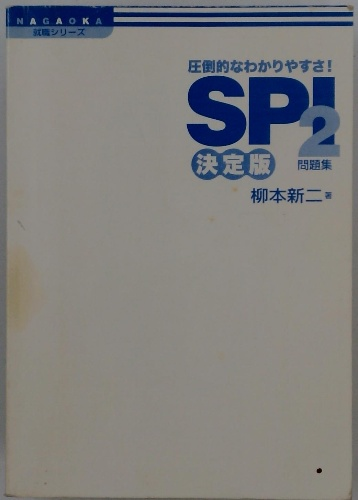 NAGAOKA
就職シリーズ
圧倒的なわかりやすさ!
SPI2
決定版 問題集
柳本新二 著